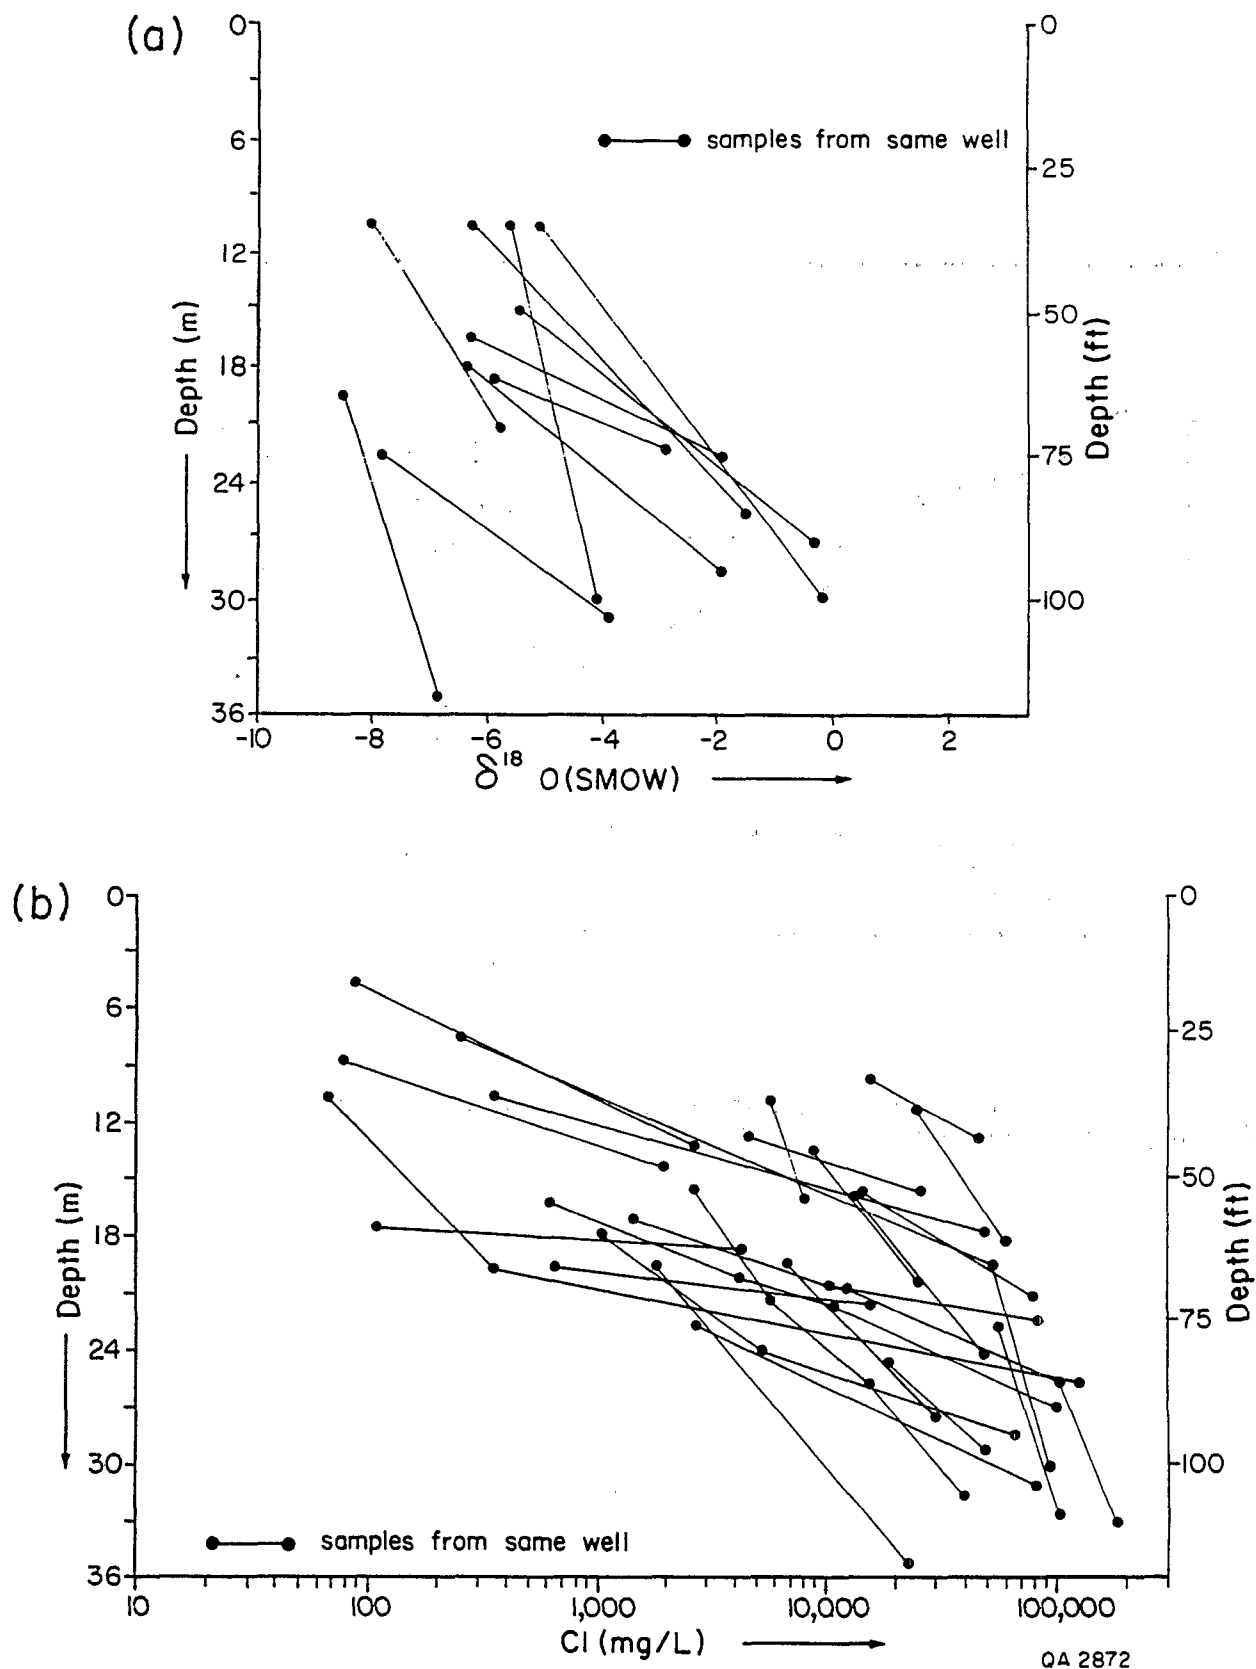 (a)
0
6
12
18
24
30
36
Depth (m)
0
25
50
75
100
Depth (ft)
samples from same well
-10 -8 -6 -4 -2 0 2
δ18 O (SMOW)
(b)
0
6
12
18
24
30
36
Depth (m)
0
25
50
75
100
Depth (ft)
samples from same well
10 100 1,000 10,000 100,000
Cl (mg/L)
QA 2872